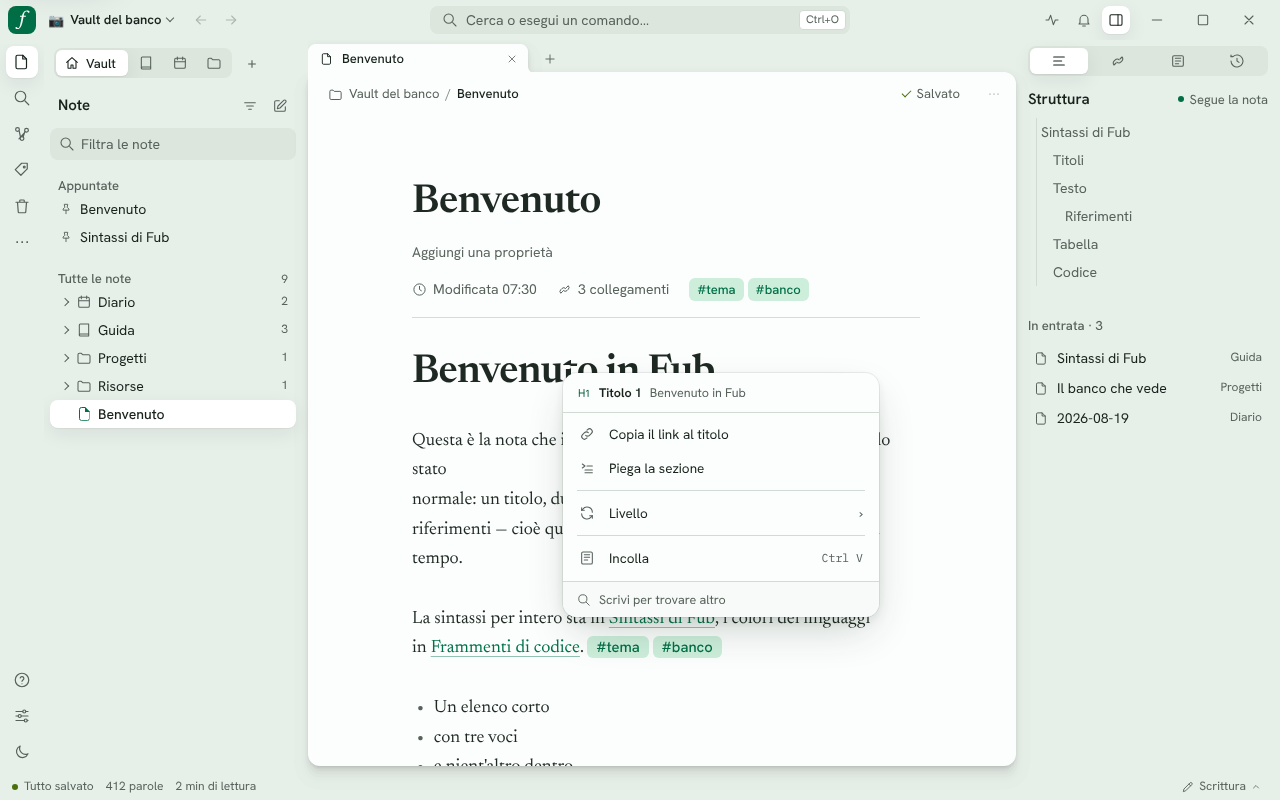 f
Vault del banco
Cerca o esegui un comando...
Ctrl+O
Vault
Note
Filtra le note
Appuntate
Benvenuto
Sintassi di Fub
Tutte le note 9
Diario 2
Guida 3
Progetti 1
Risorse 1
Benvenuto
Benvenuto
Vault del banco / Benvenuto
Salvato
Benvenuto
Aggiungi una proprietà
Modificata 07:30
3 collegamenti
#tema
#banco
Benvenuto in Fub
Questa è la nota che
stato
normale: un titolo,
riferimenti — cioè
tempo.
La sintassi per intero sta in Sintassi di Fub, i colori dei linguaggi
in Frammenti di codice. #tema #banco
Un elenco corto
con tre voci
e nient'altro dentro
H1 Titolo 1 Benvenuto in Fub
Copia il link al titolo
Piega la sezione
Livello
Incolla Ctrl V
Scrivi per trovare altro
Struttura
Segue la nota
Sintassi di Fub
Titoli
Testo
Riferimenti
Tabella
Codice
In entrata · 3
Sintassi di Fub Guida
Il banco che vede Progetti
2026-08-19 Diario
Tutto salvato
412 parole
2 min di lettura
Scrittura